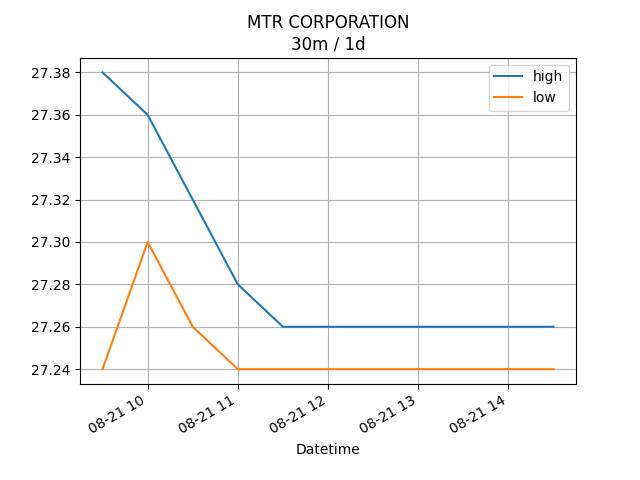 MTR CORPORATION
30m / 1d
high
low
27.38
27.36
27.34
27.32
27.30
27.28
27.26
27.24
08-21 10
08-21 11
08-21 12
08-21 13
08-21 14
Datetime